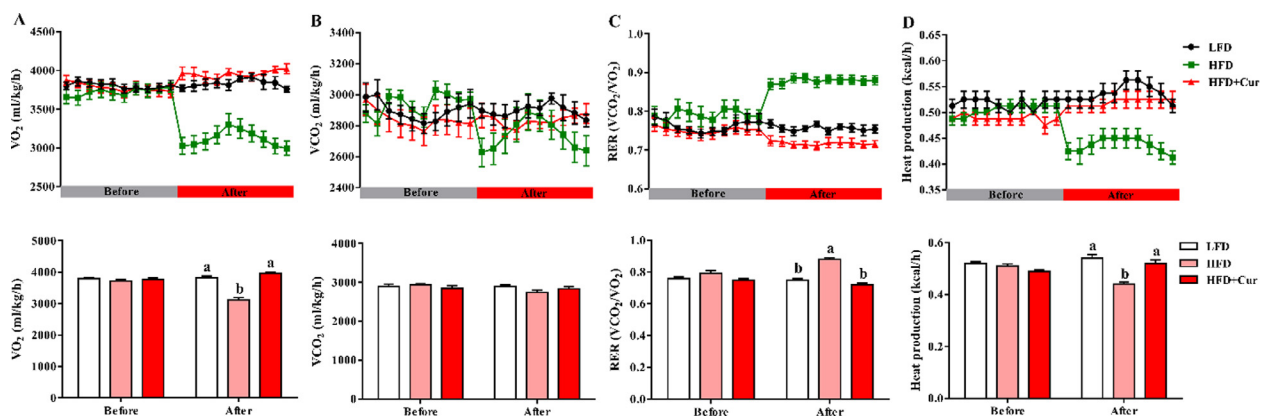 A
VO2 (ml/kg/h)
4500
4000
3500
3000
2500
Before
After
B
VCO2 (ml/kg/h)
3400
3200
3000
2800
2600
2400
Before
After
C
RER (VCO2/VO2)
1.0
0.9
0.8
0.7
0.6
Before
After
D
Heat production (kcal/h)
0.65
0.60
0.55
0.50
0.45
0.40
0.35
Before
After
LFD
HFD
HFD+Cur
VO2 (ml/kg/h)
5000
4000
3000
2000
1000
0
a
b
a
Before
After
VCO2 (ml/kg/h)
4000
3000
2000
1000
0
Before
After
RER (VCO2/VO2)
1.0
0.8
0.6
0.4
0.2
0.0
b
a
b
Before
After
Heat production (kcal/h)
0.6
0.4
0.2
0.0
a
b
a
Before
After
LFD
HFD
HFD+Cur